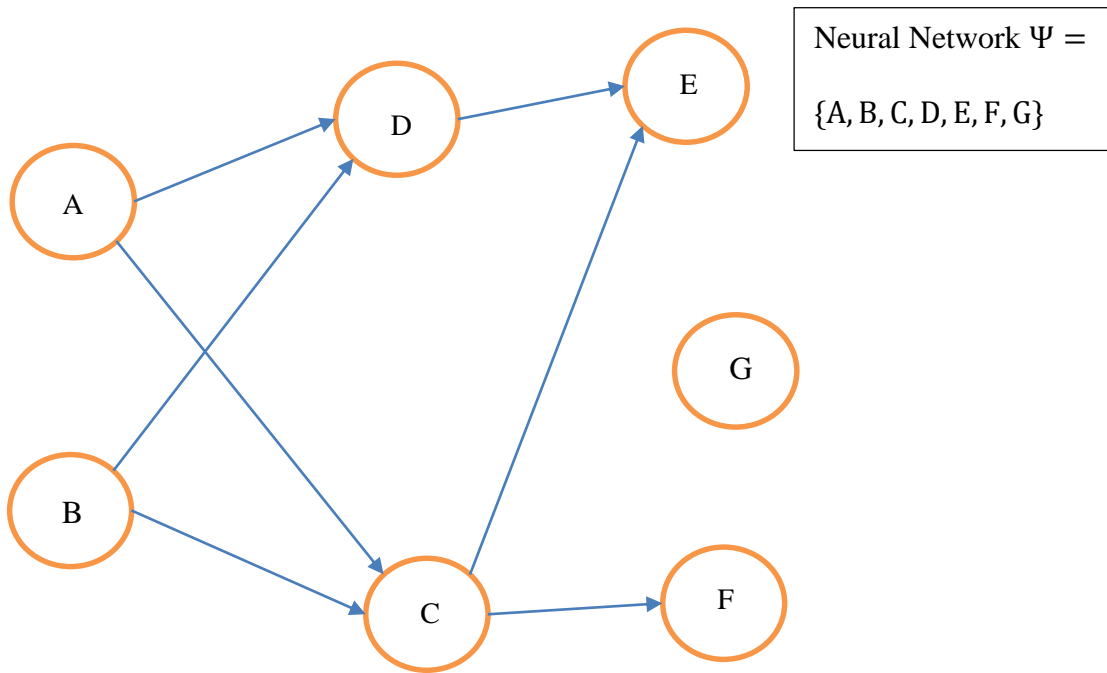 Neural Network Ψ =
{A, B, C, D, E, F, G}
E
D
A
G
B
F
C